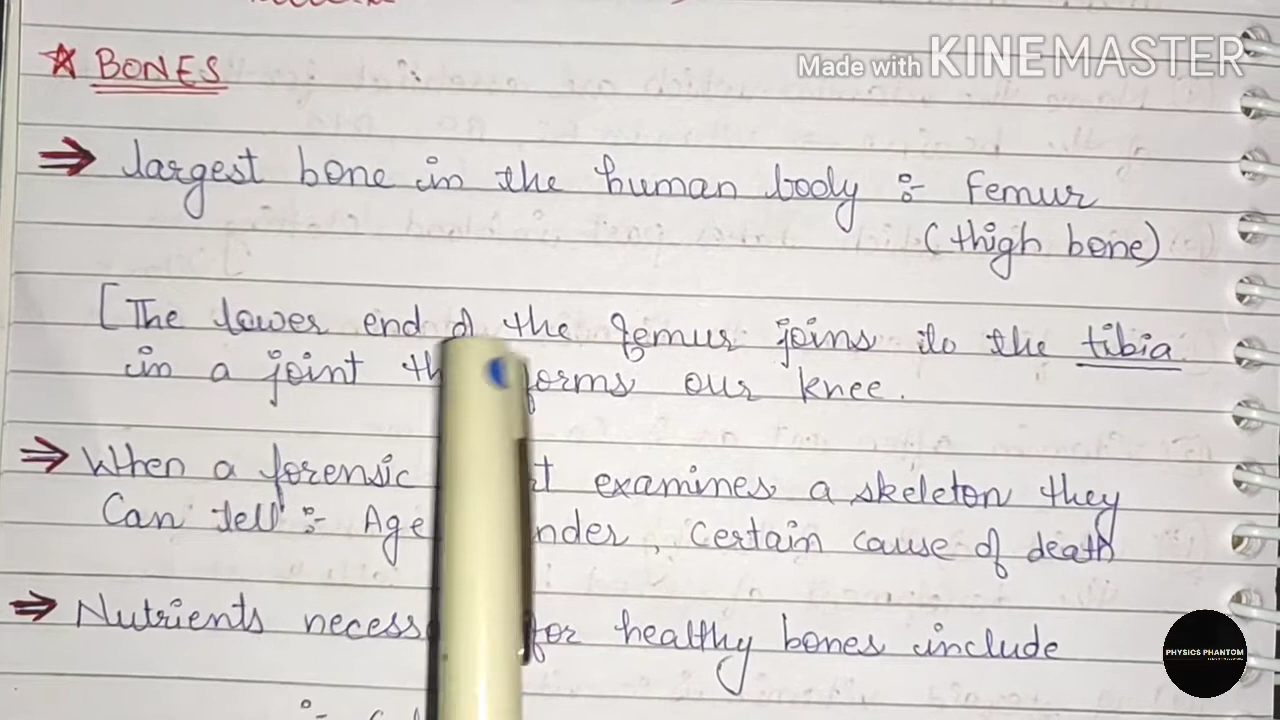 Made with KINEMASTER
☆ BONES
⇒ largest bone in the human body :- Femur
(thigh bone)
[The lower end of the femur joins to the tibia
in a joint forms our knee.
⇒ When a forensic examines a skeleton they
Can tell :- Age , certain cause of death
⇒ Nutrients for healthy bones include
PHYSICS PHANTOM